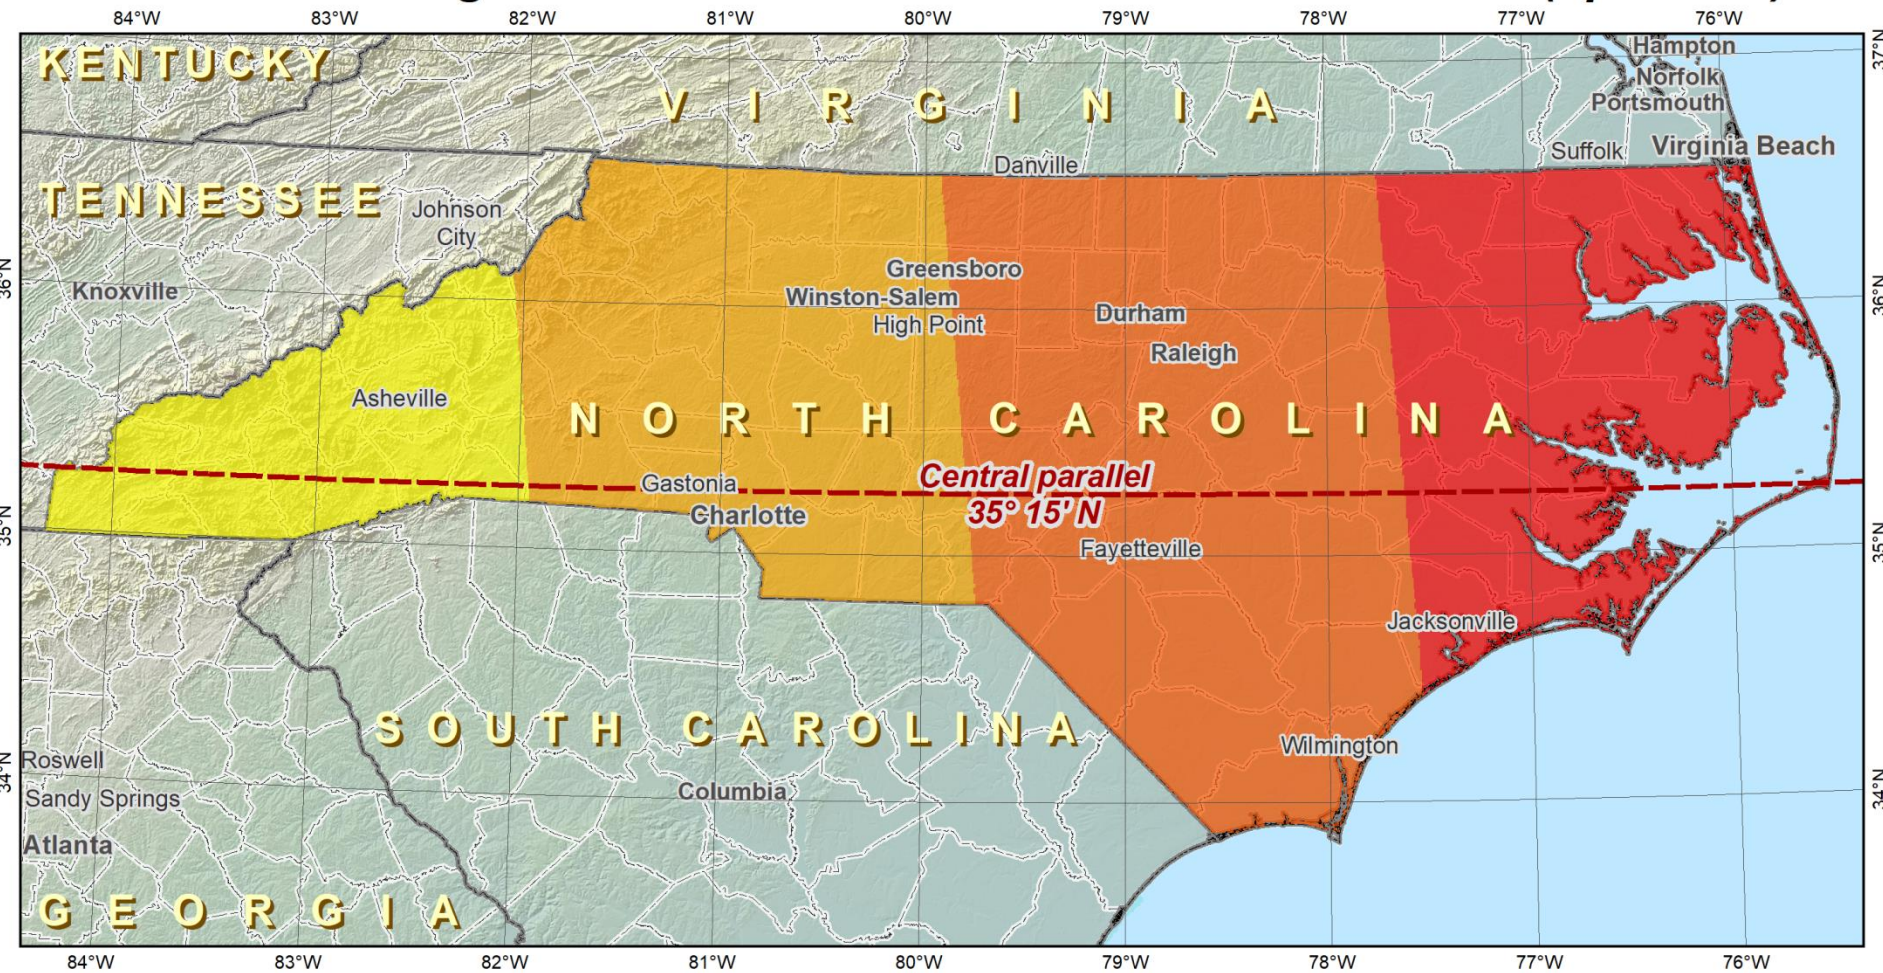 84°W 83°W 82°W 81°W 80°W 79°W 78°W 77°W 76°W
37°N
KENTUCKY
Hampton
Norfolk
VIRGINIA
Portsmouth
Danville
Suffolk
Virginia Beach
TENNESSEE
Johnson
City
36°N
Knoxville
Greensboro
Winston-Salem
High Point
Durham
Raleigh
36°N
Asheville
NORTH CAROLINA
Gastonia
Central parallel
35° 15' N
Charlotte
Fayetteville
35°N
35°N
Jacksonville
SOUTH CAROLINA
Wilmington
Roswell
34°N
34°N
Columbia
Sandy Springs
Atlanta
GEORGIA
84°W 83°W 82°W 81°W 80°W 79°W 78°W 77°W 76°W